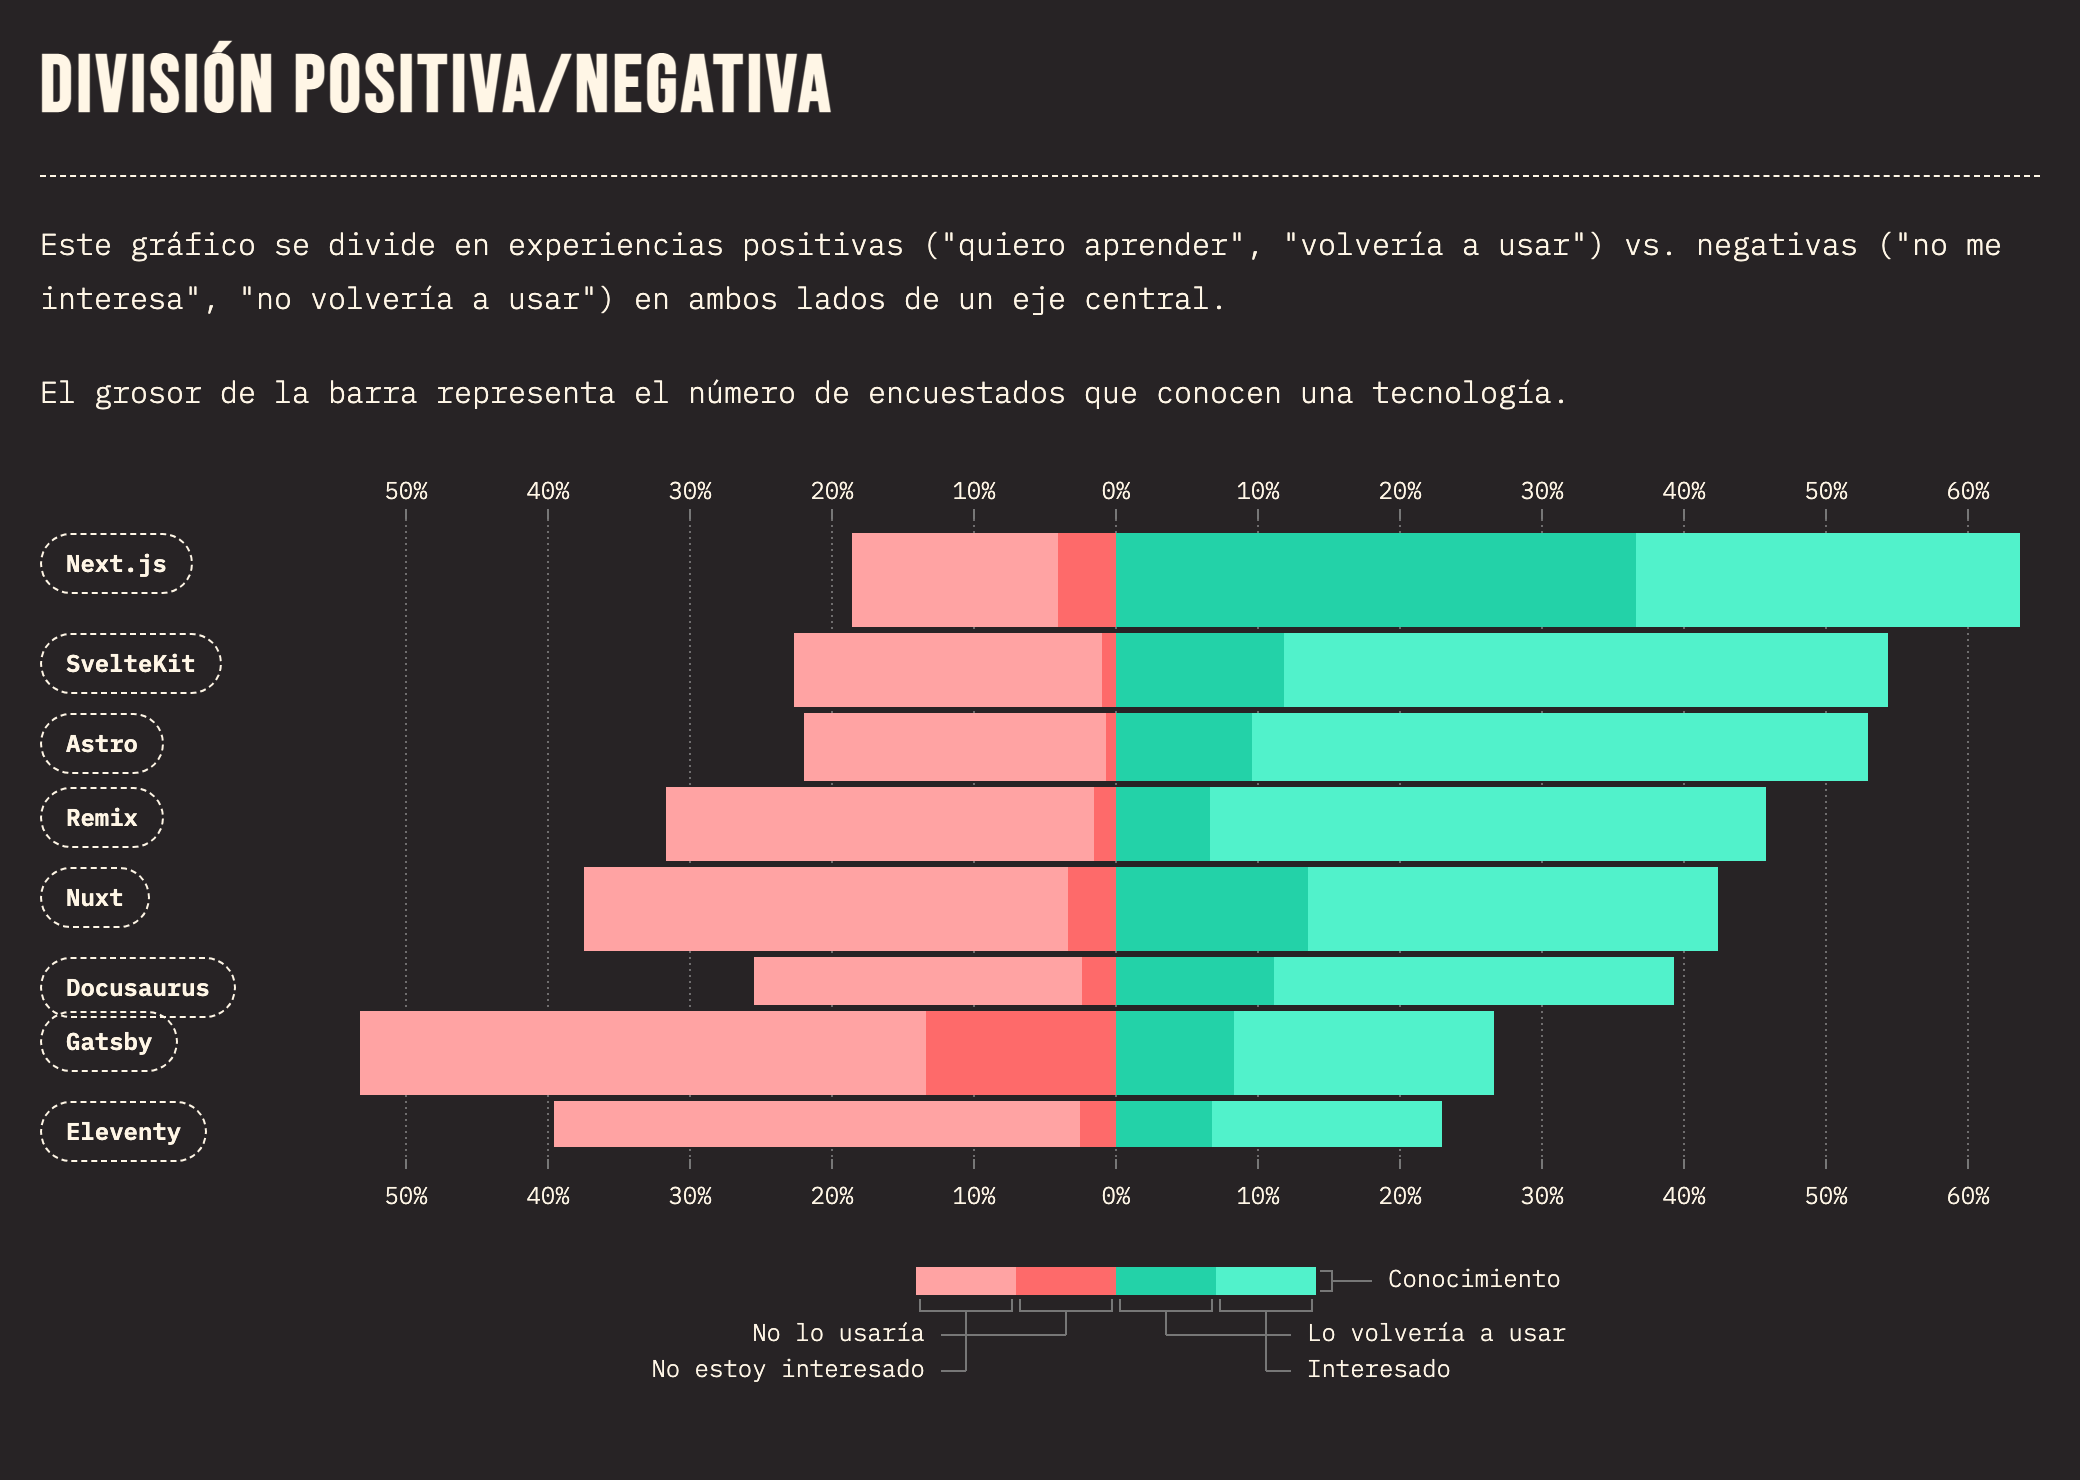 DIVISIÓN POSITIVA/NEGATIVA
Este gráfico se divide en experiencias positivas ("quiero aprender", "volvería a usar") vs. negativas ("no me
interesa", "no volvería a usar") en ambos lados de un eje central.
El grosor de la barra representa el número de encuestados que conocen una tecnología.
50% 40% 30% 20% 10% 0% 10% 20% 30% 40% 50% 60%
Next.js
SvelteKit
Astro
Remix
Nuxt
Docusaurus
Gatsby
Eleventy
50% 40% 30% 20% 10% 0% 10% 20% 30% 40% 50% 60%
Conocimiento
No lo usaría Lo volvería a usar
No estoy interesado Interesado